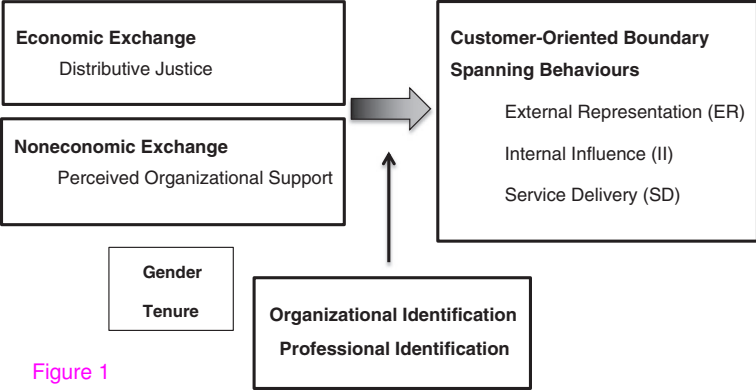 Economic Exchange
Distributive Justice
Noneconomic Exchange
Perceived Organizational Support
Customer-Oriented Boundary
Spanning Behaviours
External Representation (ER)
Internal Influence (II)
Service Delivery (SD)
Gender
Tenure
Organizational Identification
Professional Identification
Figure 1